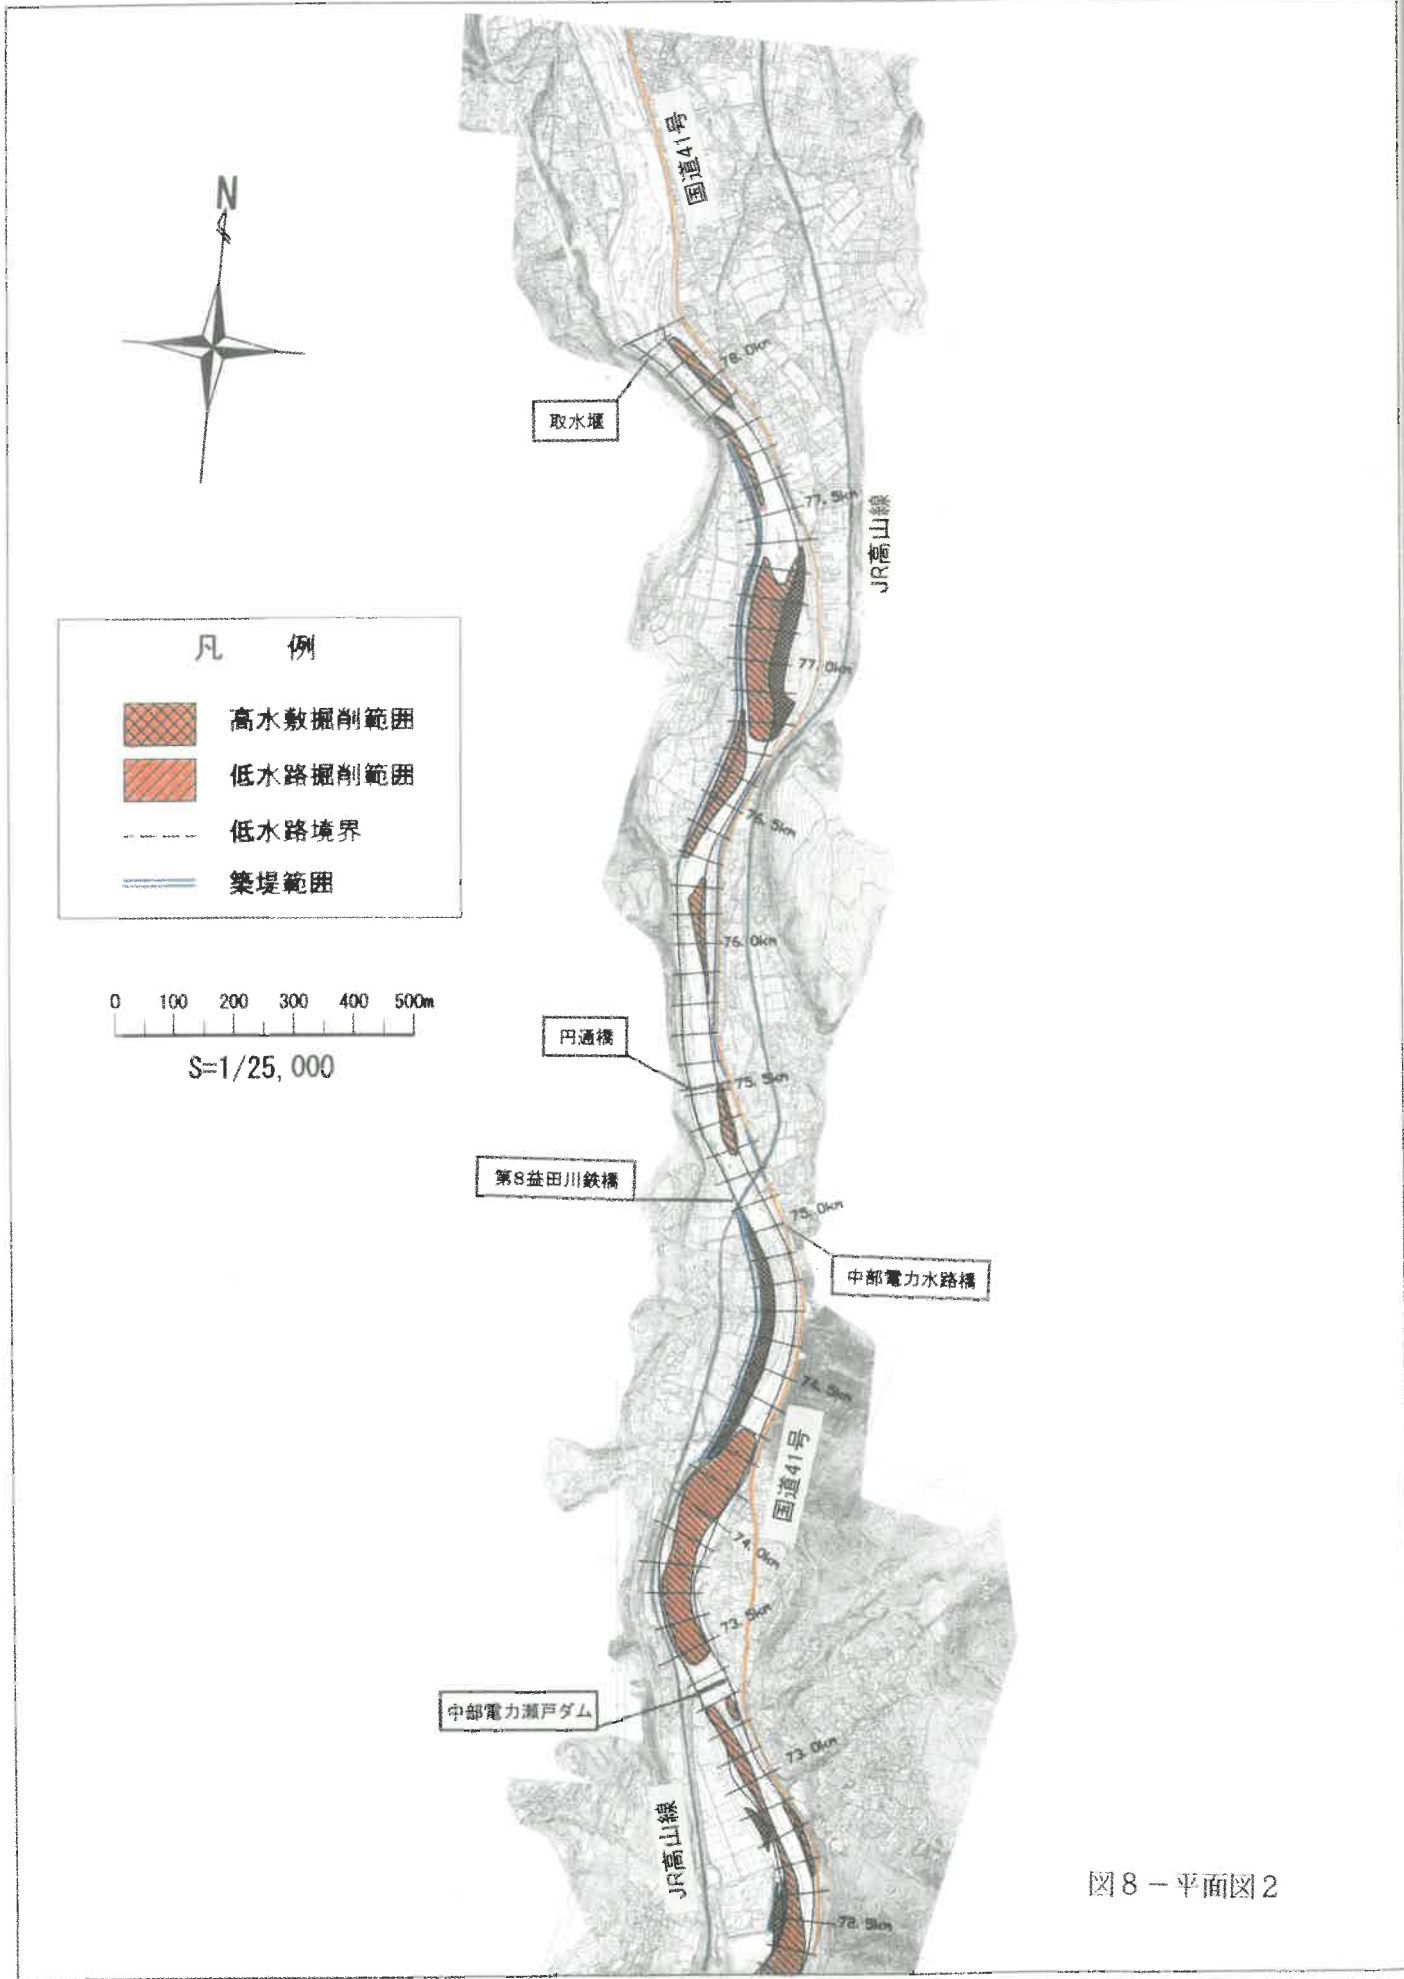 国道41号
N
78.0km
取水堰
77.5km
JR高山線
凡 例
高水敷掘削範囲
低水路掘削範囲
低水路境界
築堤範囲
77.0km
76.5km
76.0km
0 100 200 300 400 500m
S=1/25,000
円通橋
75.5km
第8益田川鉄橋
75.0km
中部電力水路橋
74.5km
国道41号
74.0km
73.5km
中部電力瀬戸ダム
73.0km
JR高山線
図8-平面図2
72.5km